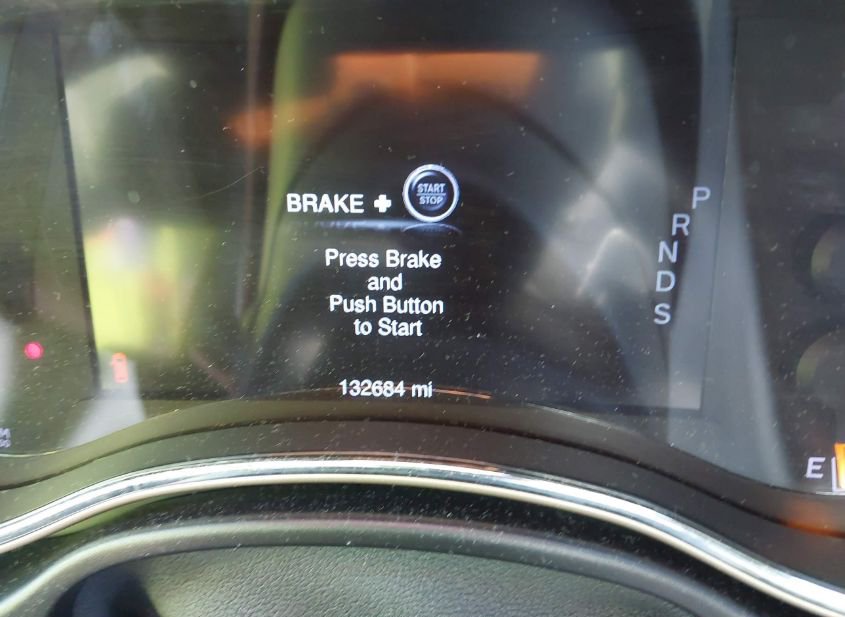 BRAKE + START STOP
Press Brake
and
Push Button
to Start
132684 mi
P
R
N
D
S
E